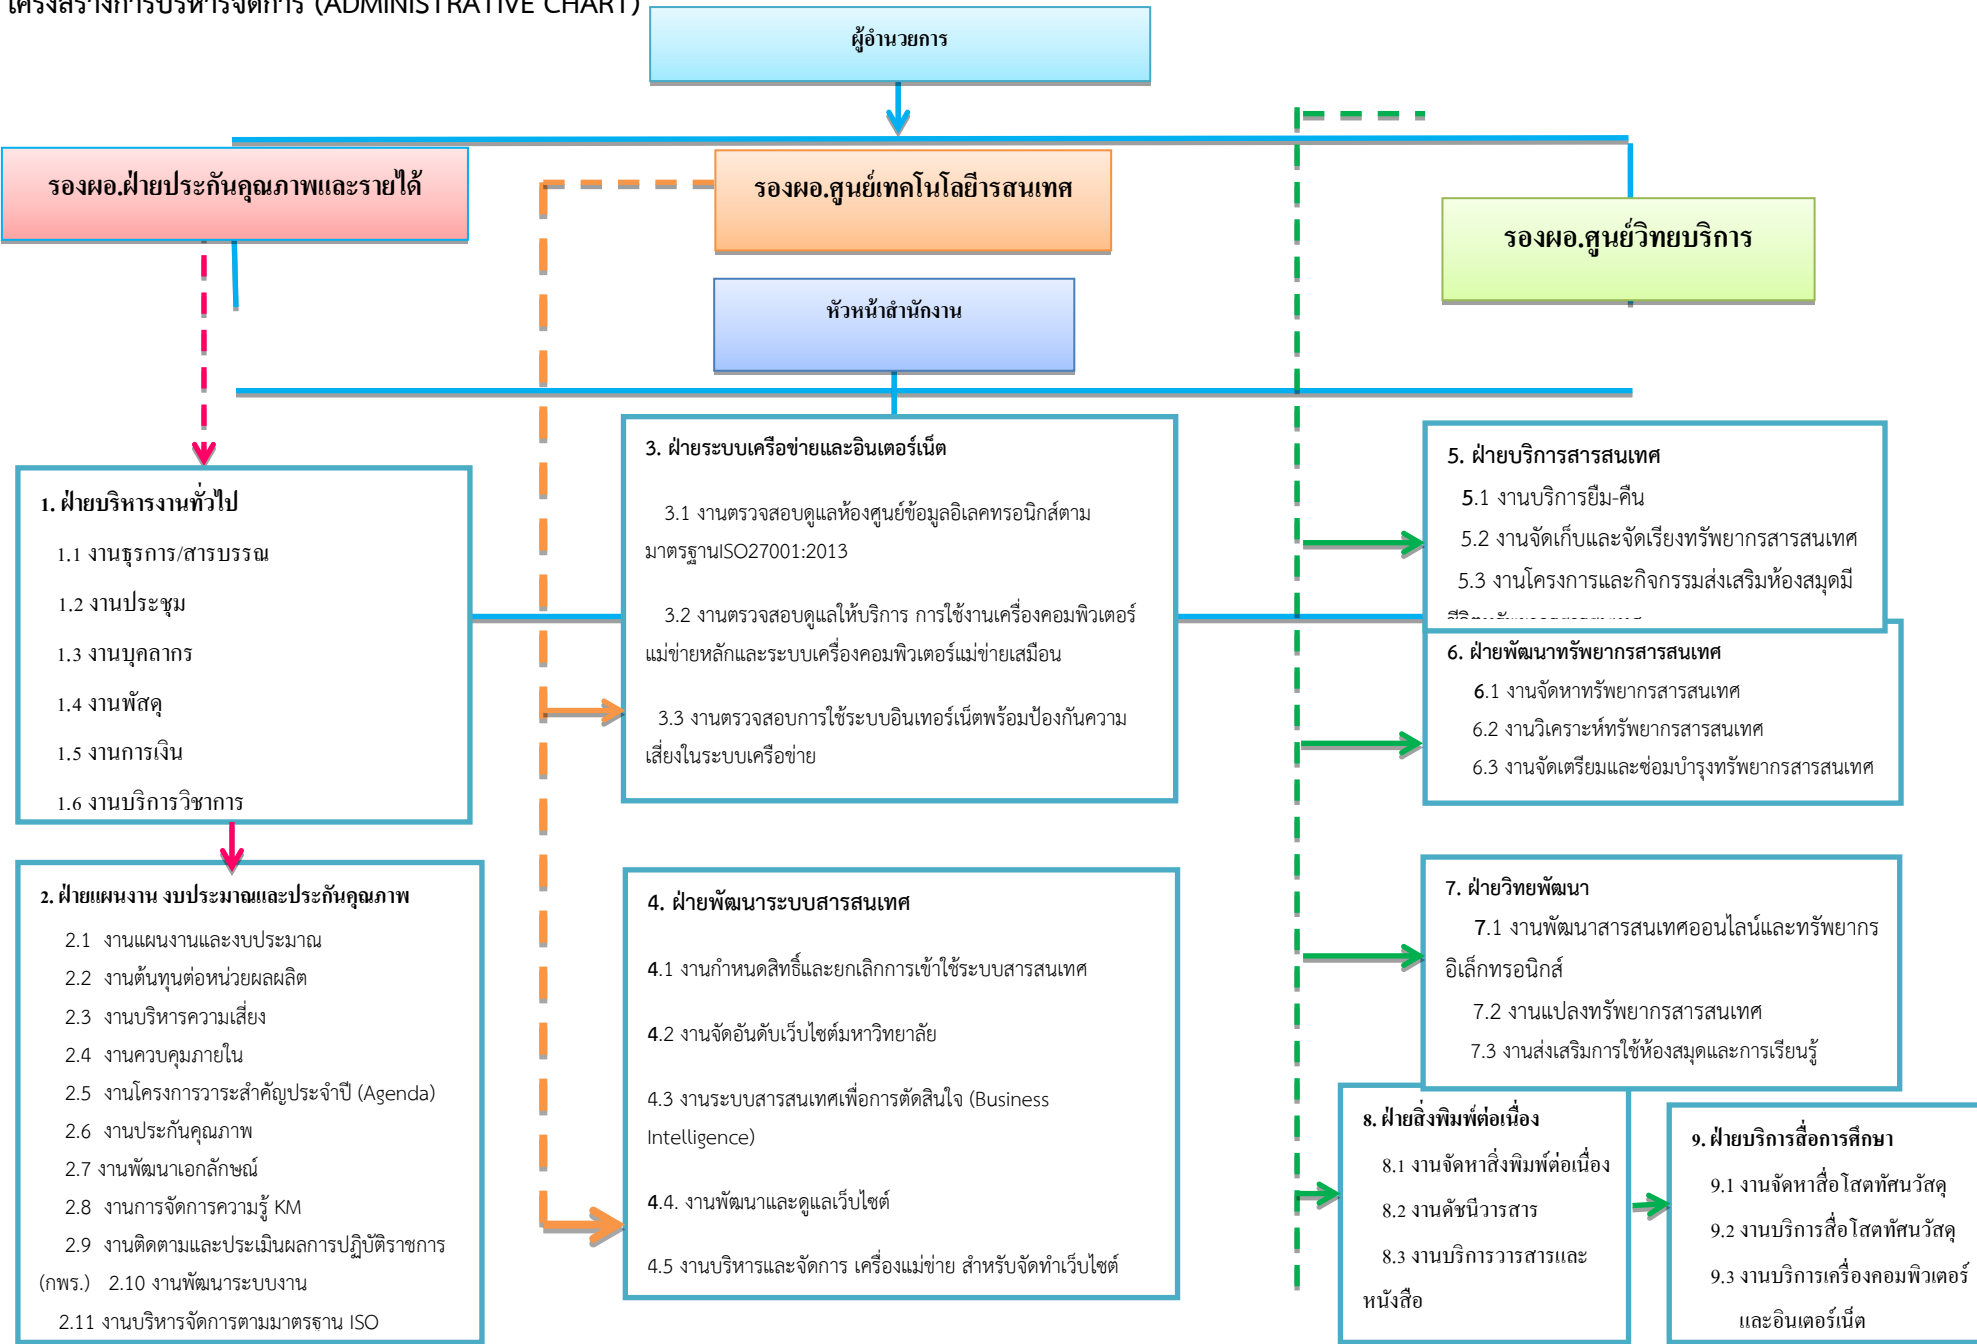 โครงสร้างการบริหารจัดการ (ADMINISTRATIVE CHART)
ผู้อำนวยการ
รองผอ.ฝ่ายประกันคุณภาพและรายได้
รองผอ.ศูนย์เทคโนโลยีารสนเทศ
รองผอ.ศูนย์วิทยบริการ
หัวหน้าสำนักงาน
1. ฝ่ายบริหารงานทั่วไป
1.1 งานธุรการ/สารบรรณ
1.2 งานประชุม
1.3 งานบุคลากร
1.4 งานพัสดุ
1.5 งานการเงิน
1.6 งานบริการวิชาการ
2. ฝ่ายแผนงาน งบประมาณและประกันคุณภาพ
2.1 งานแผนงานและงบประมาณ
2.2 งานต้นทุนต่อหน่วยผลผลิต
2.3 งานบริหารความเสี่ยง
2.4 งานควบคุมภายใน
2.5 งานโครงการวาระสำคัญประจำปี (Agenda)
2.6 งานประกันคุณภาพ
2.7 งานพัฒนาเอกลักษณ์
2.8 งานการจัดการความรู้ KM
2.9 งานติดตามและประเมินผลการปฏิบัติราชการ
(กพร.) 2.10 งานพัฒนาระบบงาน
2.11 งานบริหารจัดการตามมาตรฐาน ISO
3. ฝ่ายระบบเครือข่ายและอินเตอร์เน็ต
3.1 งานตรวจสอบดูแลห้องศูนย์ข้อมูลอิเลคทรอนิกส์ตาม
มาตรฐานISO27001:2013
3.2 งานตรวจสอบดูแลให้บริการ การใช้งานเครื่องคอมพิวเตอร์
แม่ข่ายหลักและระบบเครื่องคอมพิวเตอร์แม่ข่ายเสมือน
3.3 งานตรวจสอบการใช้ระบบอินเทอร์เน็ตพร้อมป้องกันความ
เสี่ยงในระบบเครือข่าย
4. ฝ่ายพัฒนาระบบสารสนเทศ
4.1 งานกำหนดสิทธิ์และยกเลิกการเข้าใช้ระบบสารสนเทศ
4.2 งานจัดอันดับเว็บไซต์มหาวิทยาลัย
4.3 งานระบบสารสนเทศเพื่อการตัดสินใจ (Business
Intelligence)
4.4. งานพัฒนาและดูแลเว็บไซต์
4.5 งานบริหารและจัดการ เครื่องแม่ข่าย สำหรับจัดทำเว็บไซต์
5. ฝ่ายบริการสารสนเทศ
5.1 งานบริการยืม-คืน
5.2 งานจัดเก็บและจัดเรียงทรัพยากรสารสนเทศ
5.3 งานโครงการและกิจกรรมส่งเสริมห้องสมุดมี
6. ฝ่ายพัฒนาทรัพยากรสารสนเทศ
6.1 งานจัดหาทรัพยากรสารสนเทศ
6.2 งานวิเคราะห์ทรัพยากรสารสนเทศ
6.3 งานจัดเตรียมและซ่อมบำรุงทรัพยากรสารสนเทศ
7. ฝ่ายวิทยพัฒนา
7.1 งานพัฒนาสารสนเทศออนไลน์และทรัพยากร
อิเล็กทรอนิกส์
7.2 งานแปลงทรัพยากรสารสนเทศ
7.3 งานส่งเสริมการใช้ห้องสมุดและการเรียนรู้
8. ฝ่ายสิ่งพิมพ์ต่อเนื่อง
8.1 งานจัดหาสิ่งพิมพ์ต่อเนื่อง
8.2 งานดัชนีวารสาร
8.3 งานบริการวารสารและ
หนังสือ
9. ฝ่ายบริการสื่อการศึกษา
9.1 งานจัดหาสื่อโสตทัศนวัสดุ
9.2 งานบริการสื่อโสตทัศนวัสดุ
9.3 งานบริการเครื่องคอมพิวเตอร์
และอินเตอร์เน็ต